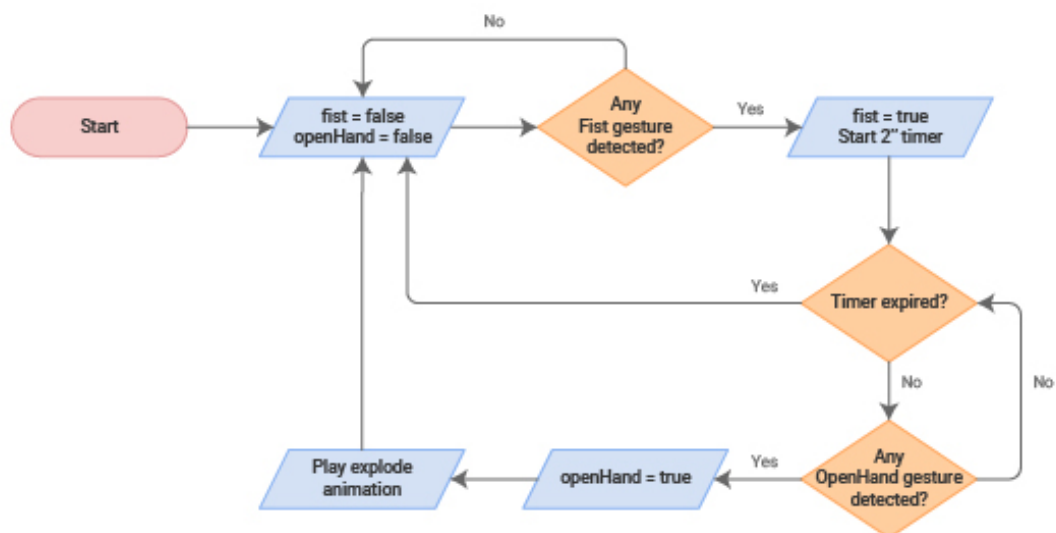 No
Start
fist = false
openHand = false
Any
Fist gesture
detected?
Yes
fist = true
Start 2" timer
Yes
Timer expired?
No
No
Play explode
animation
openHand = true
Yes
Any
OpenHand gesture
detected?